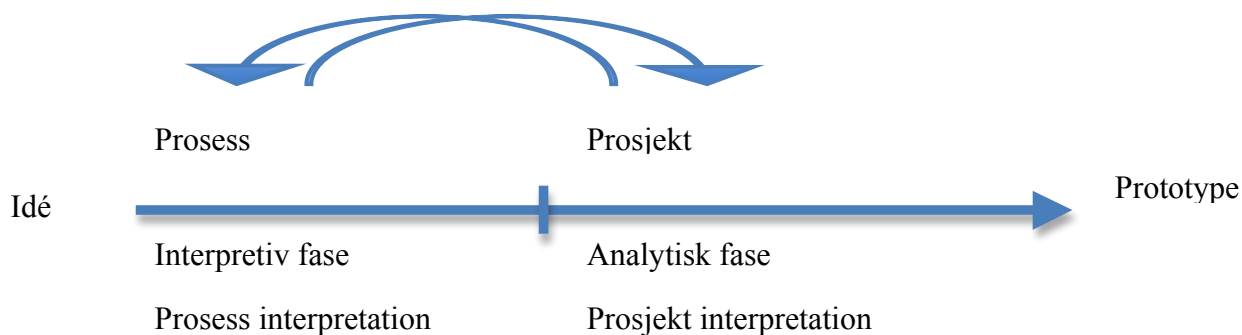 Prosess
Prosjekt
Idé
Prototype
Interpretiv fase
Analytisk fase
Prosess interpretation
Prosjekt interpretation